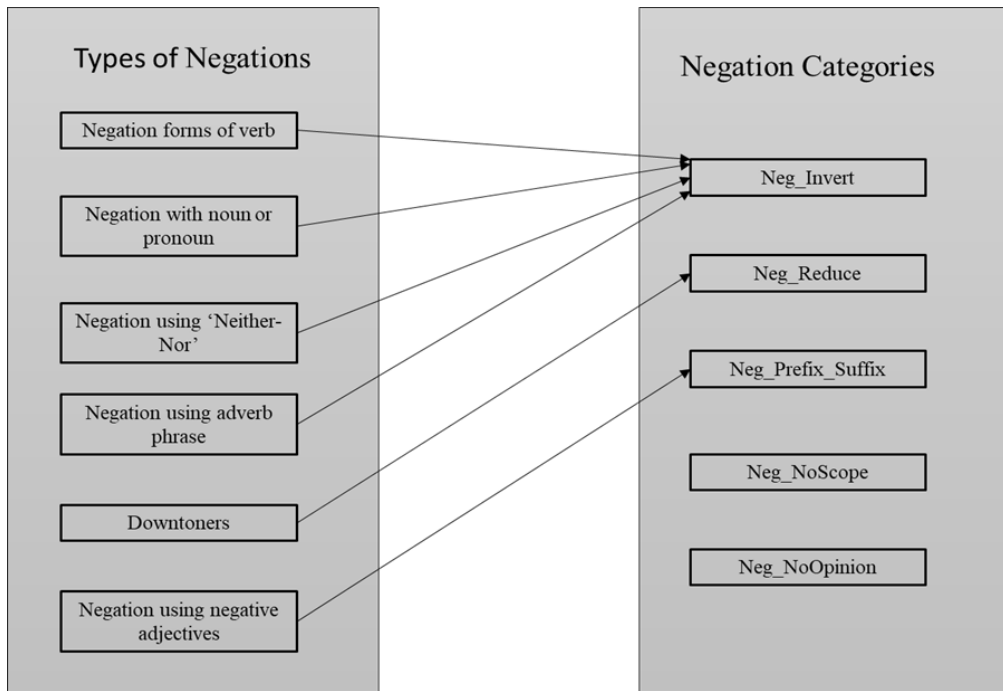 Types of Negations
Negation forms of verb
Negation with noun or
pronoun
Negation using ‘Neither-
Nor’
Negation using adverb
phrase
Downtoners
Negation using negative
adjectives
Negation Categories
Neg_Invert
Neg_Reduce
Neg_Prefix_Suffix
Neg_NoScope
Neg_NoOpinion